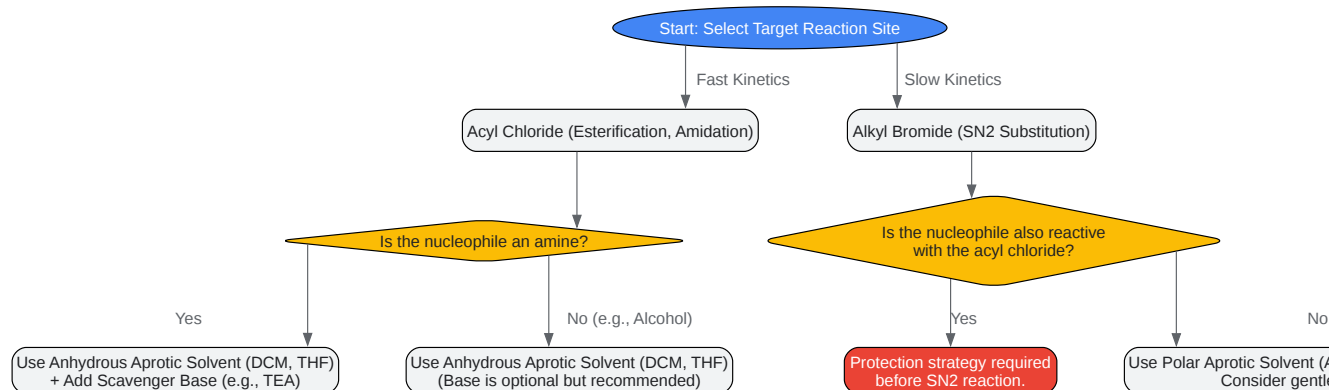 Start: Select Target Reaction Site
Fast Kinetics
Slow Kinetics
Acyl Chloride (Esterification, Amidation)
Alkyl Bromide (SN2 Substitution)
Is the nucleophile an amine?
Is the nucleophile also reactive
with the acyl chloride?
Yes
No (e.g., Alcohol)
Yes
No
Use Anhydrous Aprotic Solvent (DCM, THF)
+ Add Scavenger Base (e.g., TEA)
Use Anhydrous Aprotic Solvent (DCM, THF)
(Base is optional but recommended)
Protection strategy required
before SN2 reaction.
Use Polar Aprotic Solvent
Consider